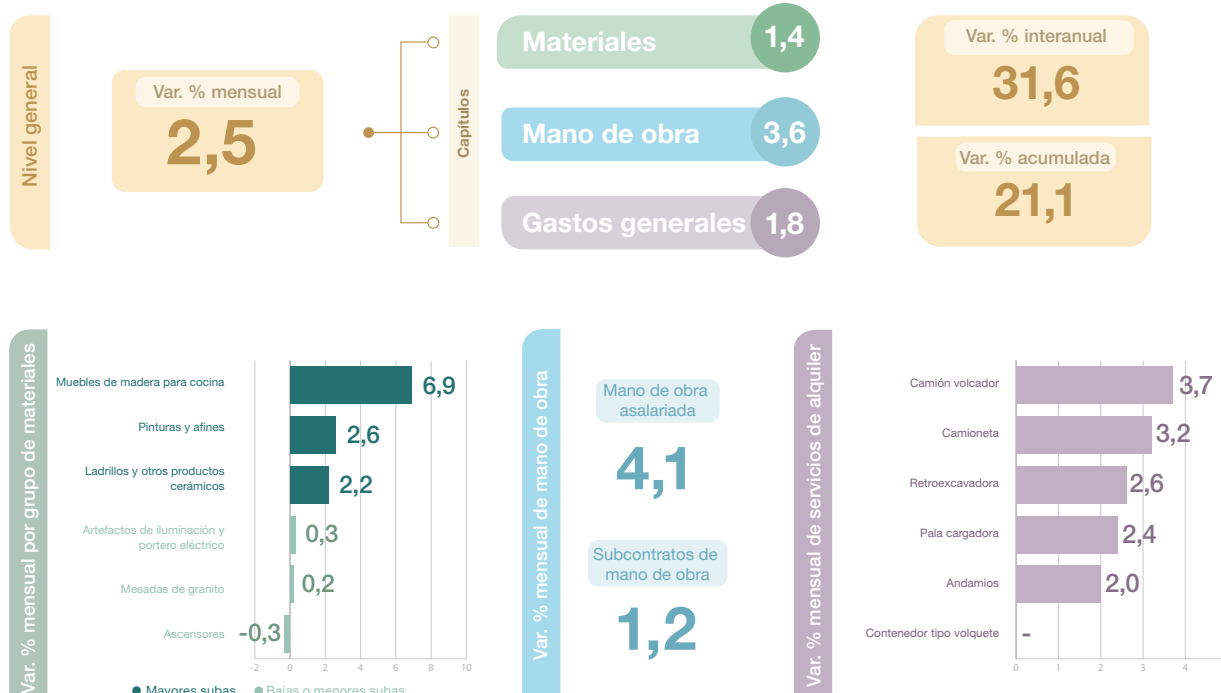 Nivel general
Var. % mensual
2,5
Capítulos
Materiales
1,4
Mano de obra
3,6
Gastos generales
1,8
Var. % interanual
31,6
Var. % acumulada
21,1
Var. % mensual por grupo de materiales
Muebles de madera para cocina
6,9
Pinturas y afines
2,6
Ladrillos y otros productos
cerámicos
2,2
Artefactos de iluminación y
portero eléctrico
0,3
Mesadas de granito
0,2
Ascensores
-0,3
-2 0 2 4 6 8 10
Mayores subas Bajas o menores subas
Var. % mensual de mano de obra
Mano de obra
asalariada
4,1
Subcontratos de
mano de obra
1,2
Var. % mensual de servicios de alquiler
Camión volcador
3,7
Camioneta
3,2
Retroexcavadora
2,6
Pala cargadora
2,4
Andamios
2,0
Contenedor tipo volquete
-
0 1 2 3 4